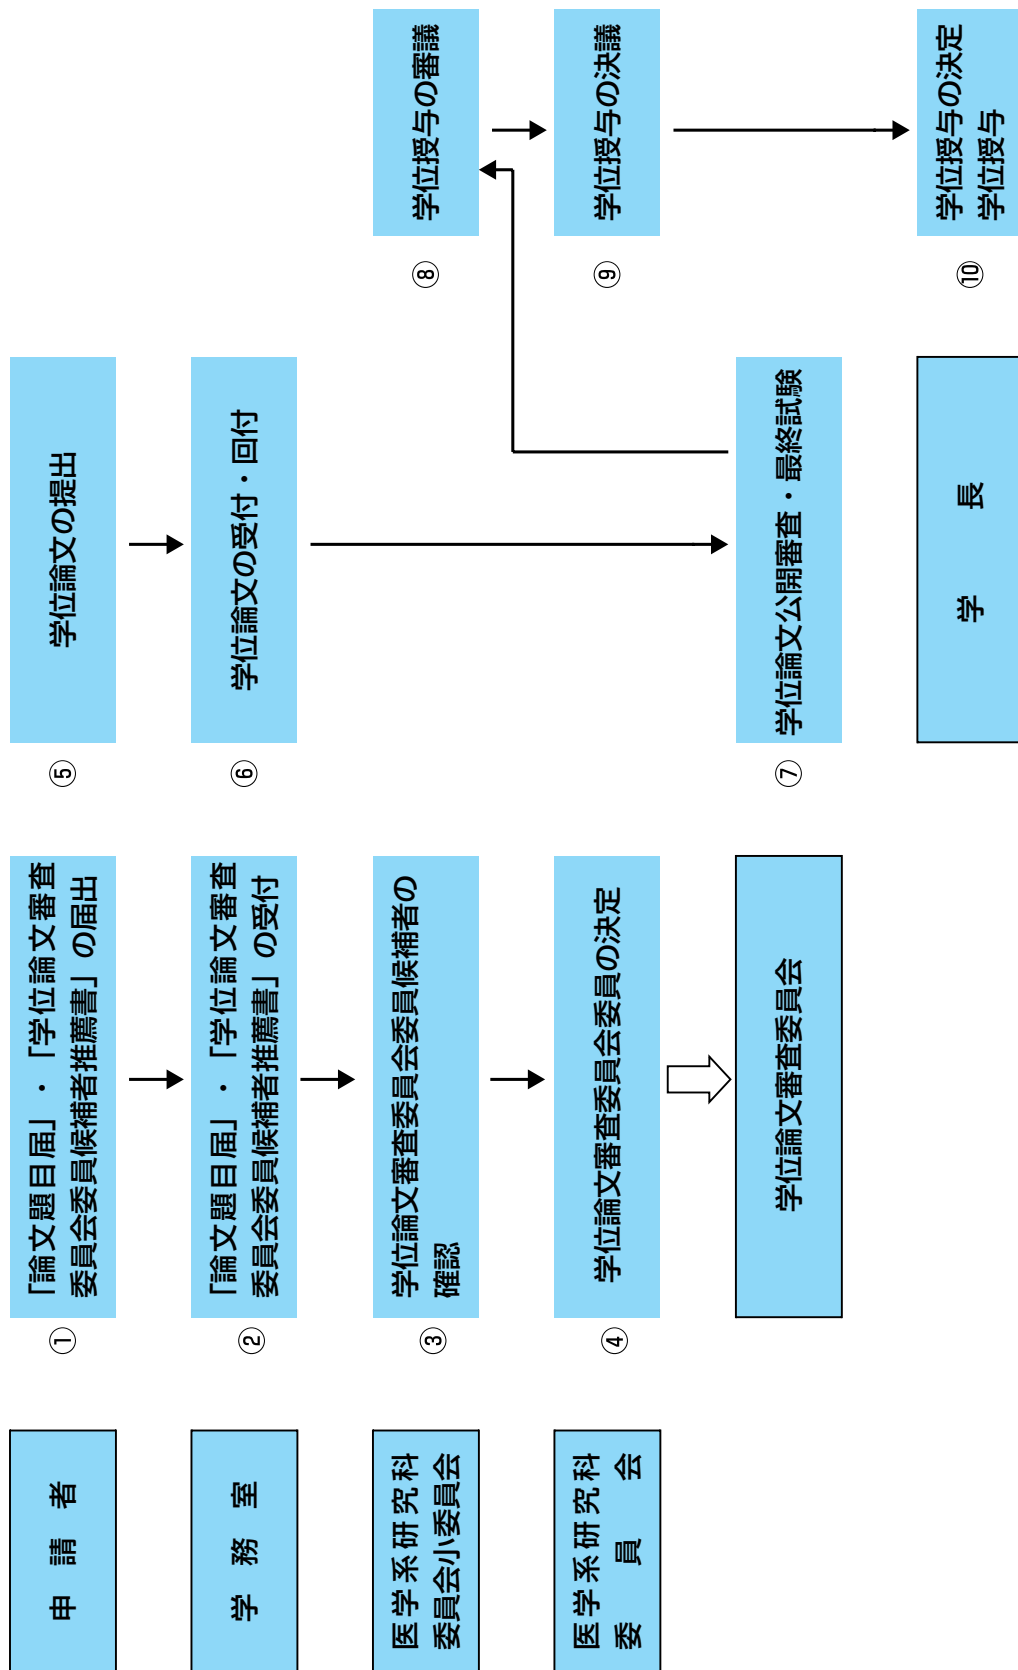 申請者
学務室
医学系研究科
委員会小委員会
医学系研究科
委員会
①
「論文題目届」・「学位論文審査
委員会委員候補者推薦書」の届出
②
「論文題目届」・「学位論文審査
委員会委員候補者推薦書」の受付
③
学位論文審査委員会委員候補者の
確認
④
学位論文審査委員会委員の決定
学位論文審査委員会
⑤
学位論文の提出
⑥
学位論文の受付・回付
⑦
学位論文公開審査・最終試験
学長
⑧
学位授与の審議
⑨
学位授与の決議
⑩
学位授与の決定
学位授与